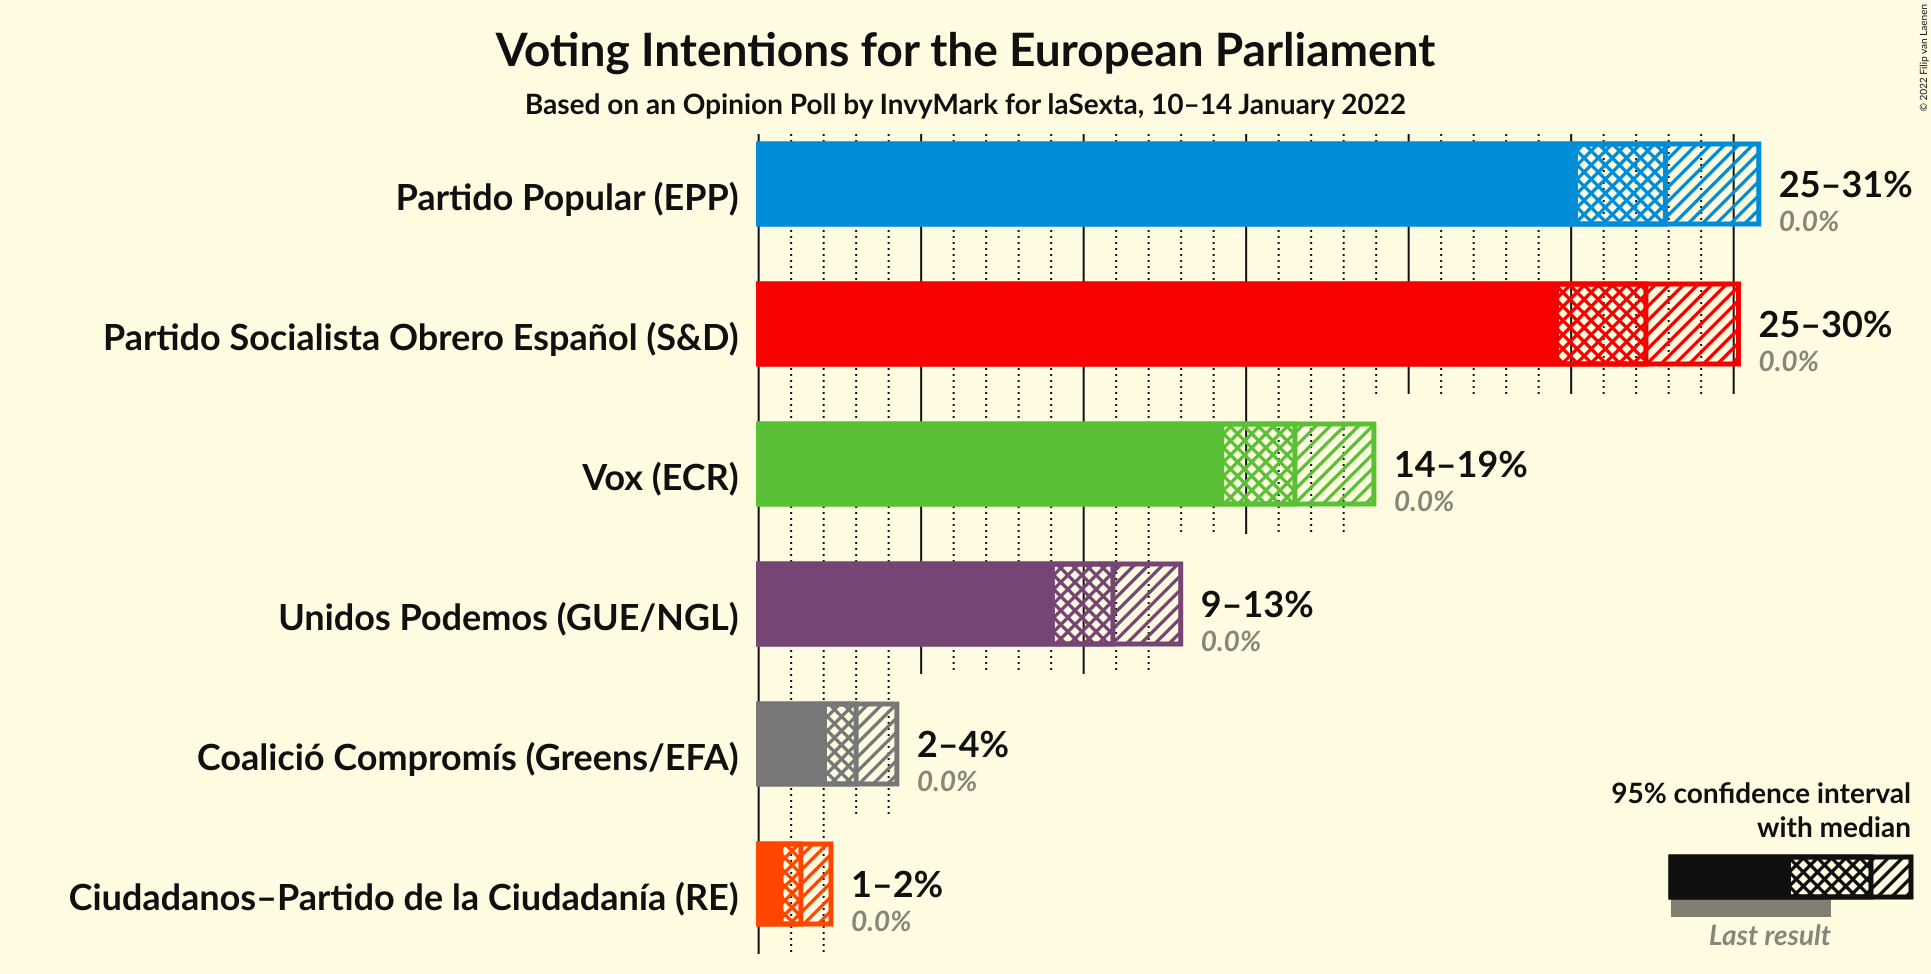 Voting Intentions for the European Parliament
Based on an Opinion Poll by InvyMark for laSexta, 10–14 January 2022
© 2022 Filip van Laenen
Partido Popular (EPP)
25–31%
0.0%
Partido Socialista Obrero Español (S&D)
25–30%
0.0%
Vox (ECR)
14–19%
0.0%
Unidos Podemos (GUE/NGL)
9–13%
0.0%
Coalició Compromís (Greens/EFA)
2–4%
0.0%
Ciudadanos–Partido de la Ciudadanía (RE)
1–2%
0.0%
95% confidence interval
with median
Last result